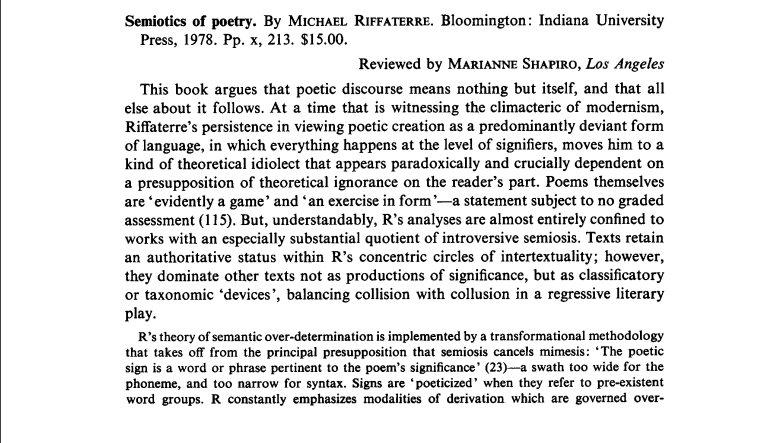 Semiotics of poetry. By MICHAEL RIFFATERRE. Bloomington: Indiana University
Press, 1978. Pp. x, 213. $15.00.
Reviewed by MARIANNE SHAPIRO, Los Angeles
This book argues that poetic discourse means nothing but itself, and that all
else about it follows. At a time that is witnessing the climacteric of modernism,
Riffaterre's persistence in viewing poetic creation as a predominantly deviant form
of language, in which everything happens at the level of signifiers, moves him to a
kind of theoretical idiolect that appears paradoxically and crucially dependent on
a presupposition of theoretical ignorance on the reader's part. Poems themselves
are ‘evidently a game’ and ‘an exercise in form’—a statement subject to no graded
assessment (115). But, understandably, R's analyses are almost entirely confined to
works with an especially substantial quotient of introversive semiosis. Texts retain
an authoritative status within R's concentric circles of intertextuality; however,
they dominate other texts not as productions of significance, but as classificatory
or taxonomic ‘devices’, balancing collision with collusion in a regressive literary
play.
R's theory of semantic over-determination is implemented by a transformational methodology
that takes off from the principal presupposition that semiosis cancels mimesis: ‘The poetic
sign is a word or phrase pertinent to the poem's significance’ (23)—a swath too wide for the
phoneme, and too narrow for syntax. Signs are ‘poeticized’ when they refer to pre-existent
word groups. R constantly emphasizes modalities of derivation which are governed over-